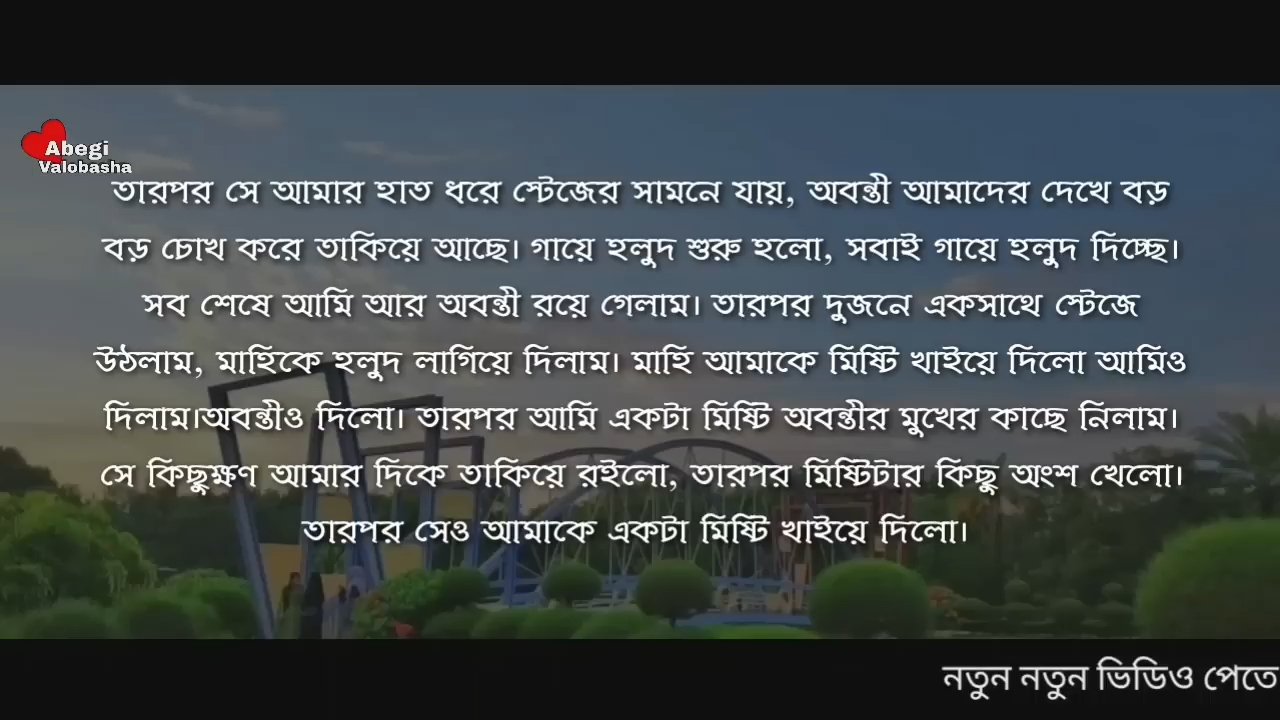 Abegi
Valobasha
তারপর সে আমার হাত ধরে স্টেজের সামনে যায়, অবন্তী আমাদের দেখে বড়
বড় চোখ করে তাকিয়ে আছে। গায়ে হলুদ শুরু হলো, সবাই গায়ে হলুদ দিচ্ছে।
সব শেষে আমি আর অবন্তী রয়ে গেলাম। তারপর দুজনে একসাথে স্টেজে
উঠলাম, মাহিকে হলুদ লাগিয়ে দিলাম। মাহি আমাকে মিষ্টি খাইয়ে দিলো আমিও
দিলাম।অবন্তীও দিলো। তারপর আমি একটা মিষ্টি অবন্তীর মুখের কাছে নিলাম।
সে কিছুক্ষণ আমার দিকে তাকিয়ে রইলো, তারপর মিষ্টিটার কিছু অংশ খেলো।
তারপর সেও আমাকে একটা মিষ্টি খাইয়ে দিলো।
নতুন নতুন ভিডিও পেতে